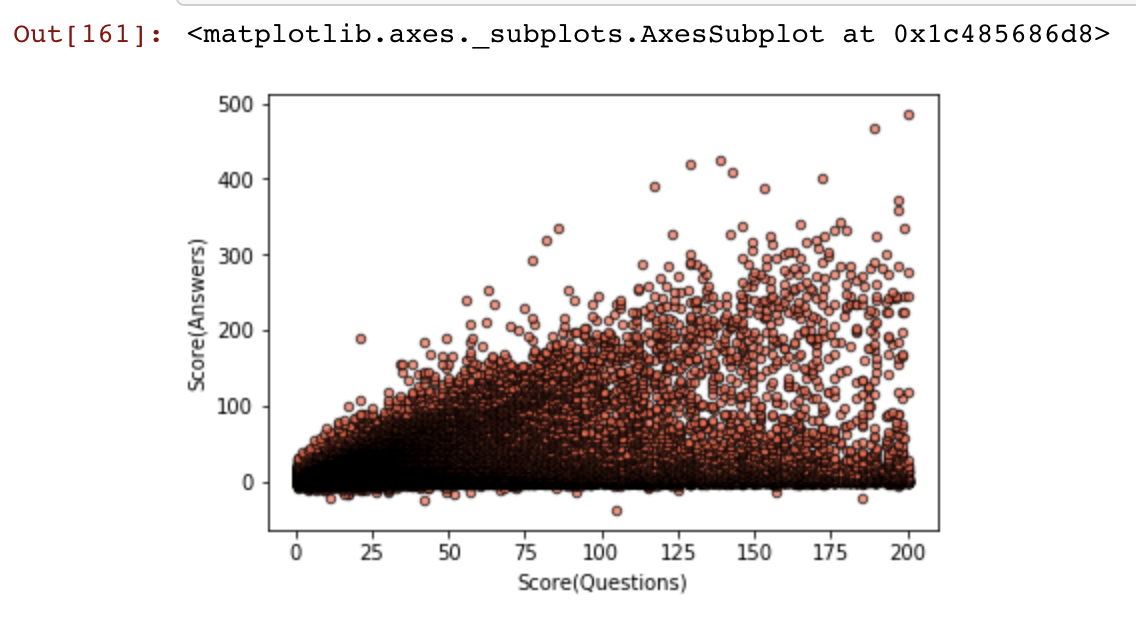 Out[161]: <matplotlib.axes._subplots.AxesSubplot at 0x1c485686d8>
500
400
300
200
100
0
Score(Answers)
0 25 50 75 100 125 150 175 200
Score(Questions)